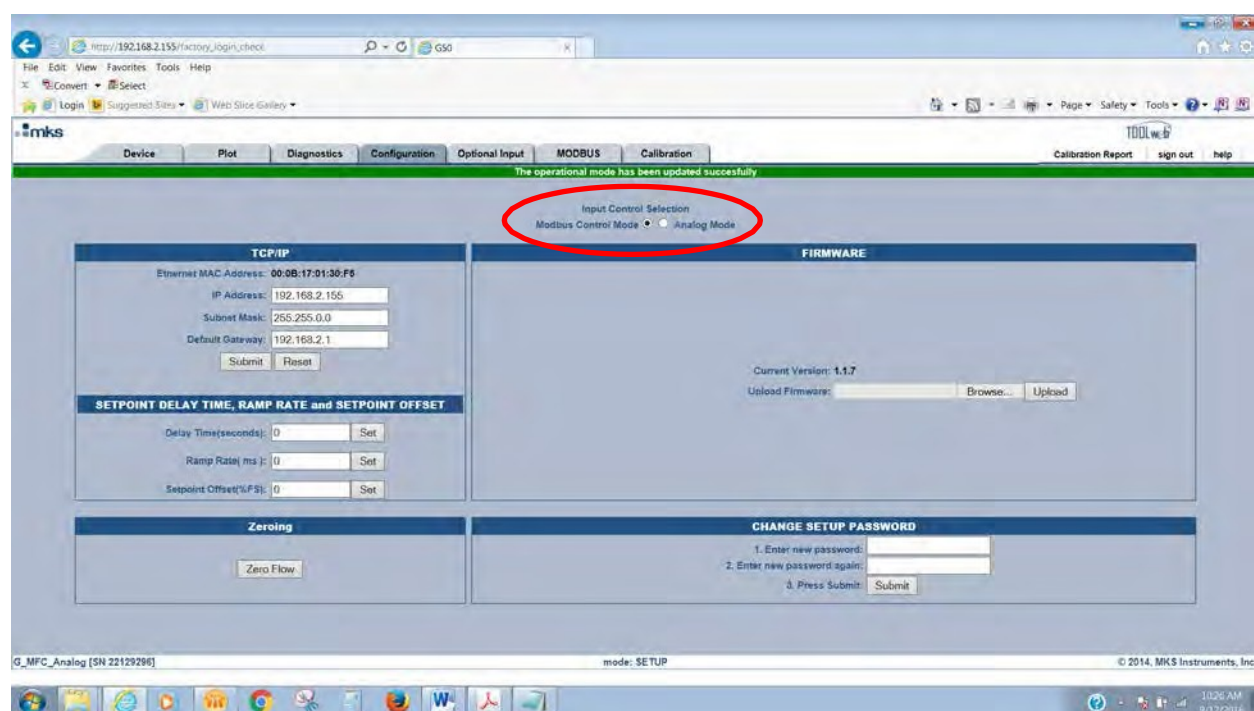 http://192.168.2.155/factory_login_check
G50
File Edit View Favorites Tools Help
x Convert Select
Login Suggested Sites Web Slice Gallery
Page Safety Tools
mks
TOOLweb
Device Plot Diagnostics Configuration Optional Input MODBUS Calibration
Calibration Report sign out help
The operational mode has been updated succesfully
Input Control Selection
Modbus Control Mode Analog Mode
TCP/IP
Ethernet MAC Address: 00:0B:17:01:30:F5
IP Address: 192.168.2.155
Subnet Mask: 255.255.0.0
Default Gateway: 192.168.2.1
Submit Reset
SETPOINT DELAY TIME, RAMP RATE and SETPOINT OFFSET
Delay Time(seconds): 0 Set
Ramp Rate( ms ): 0 Set
Setpoint Offset(%FS): 0 Set
FIRMWARE
Current Version: 1.1.7
Upload Firmware: Browse... Upload
Zeroing
Zero Flow
CHANGE SETUP PASSWORD
1. Enter new password:
2. Enter new password again:
3. Press Submit: Submit
G_MFC_Analog [SN 22129296]
mode: SETUP
© 2014, MKS Instruments, Inc
10:26 AM